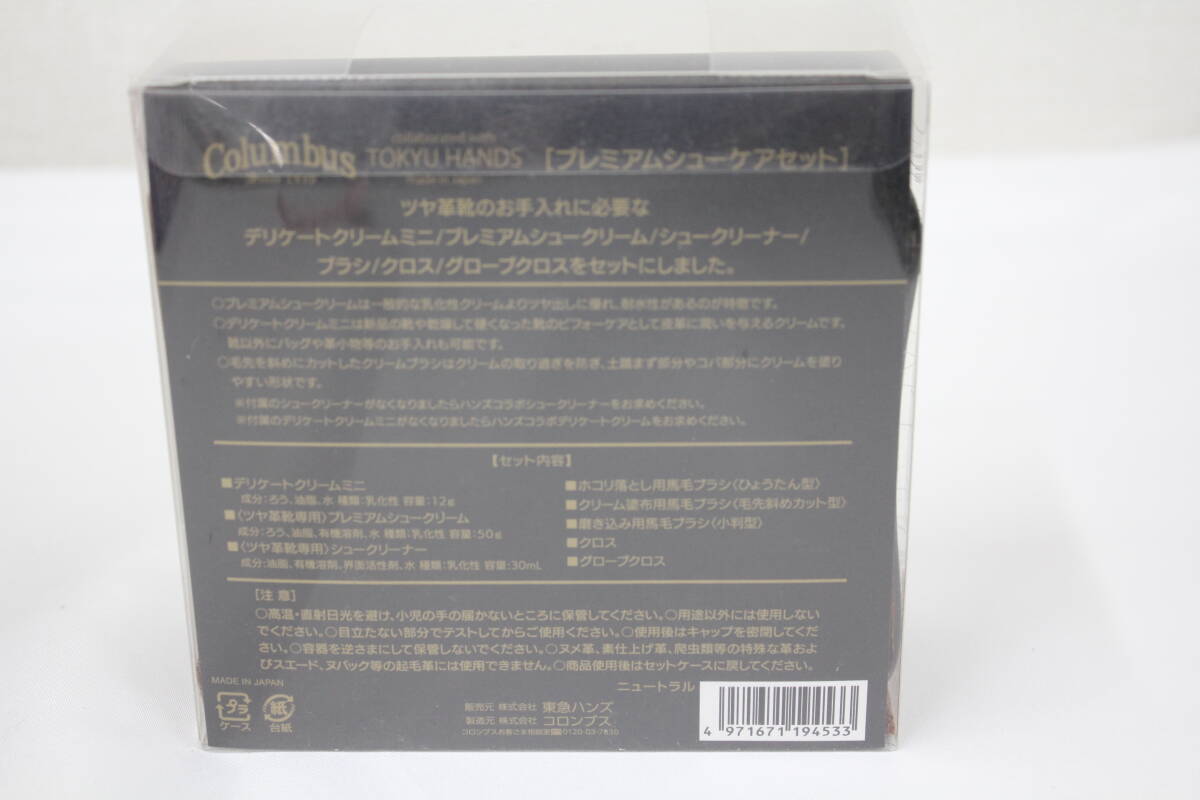 collaborated with
Columbus TOKYU HANDS [プレミアムシューケアセット]
made in Japan
ツヤ革靴のお手入れに必要な
デリケートクリームミニ/プレミアムシュークリーム/シュークリーナー/
ブラシ/クロス/グローブクロスをセットにしました。
○プレミアムシュークリームは一般的な乳化性クリームよりツヤ出しに優れ、耐水性があるのが特徴です。
○デリケートクリームミニは新品の靴や乾燥して硬くなった靴のビフォーケアとして皮革に潤いを与えるクリームです。
靴以外にバッグや革小物等のお手入れも可能です。
○毛先を斜めにカットしたクリームブラシはクリームの取り過ぎを防ぎ、土踏まず部分やコバ部分にクリームを塗り
やすい形状です。
※付属のシュークリーナーがなくなりましたらハンズコラボシュークリーナーをお求めください。
※付属のデリケートクリームミニがなくなりましたらハンズコラボデリケートクリームをお求めください。
[セット内容]
■デリケートクリームミニ
成分:ろう、油脂、水 種類:乳化性 容量:12g
■〈ツヤ革靴専用〉プレミアムシュークリーム
成分:ろう、油脂、有機溶剤、水 種類:乳化性 容量:50g
■〈ツヤ革靴専用〉シュークリーナー
成分:油脂、有機溶剤、界面活性剤、水 種類:乳化性 容量:30mL
■ホコリ落とし用馬毛ブラシ〈ひょうたん型〉
■クリーム塗布用馬毛ブラシ〈毛先斜めカット型〉
■磨き込み用馬毛ブラシ〈小判型〉
■クロス
■グローブクロス
[注 意]
○高温・直射日光を避け、小児の手の届かないところに保管してください。○用途以外には使用しない
でください。○目立たない部分でテストしてからご使用ください。○使用後はキャップを密閉してくだ
さい。○容器を逆さまにして保管しないでください。○ヌメ革、素仕上げ革、爬虫類等の特殊な革およ
びスエード、ヌバック等の起毛革には使用できません。○商品使用後はセットケースに戻してください。
MADE IN JAPAN
ニュートラル
プラ
ケース
紙
台紙
販売元 株式会社 東急ハンズ
製造元 株式会社 コロンブス
コロンブスお客さま相談室☎0120-03-7830
4 971671 194533